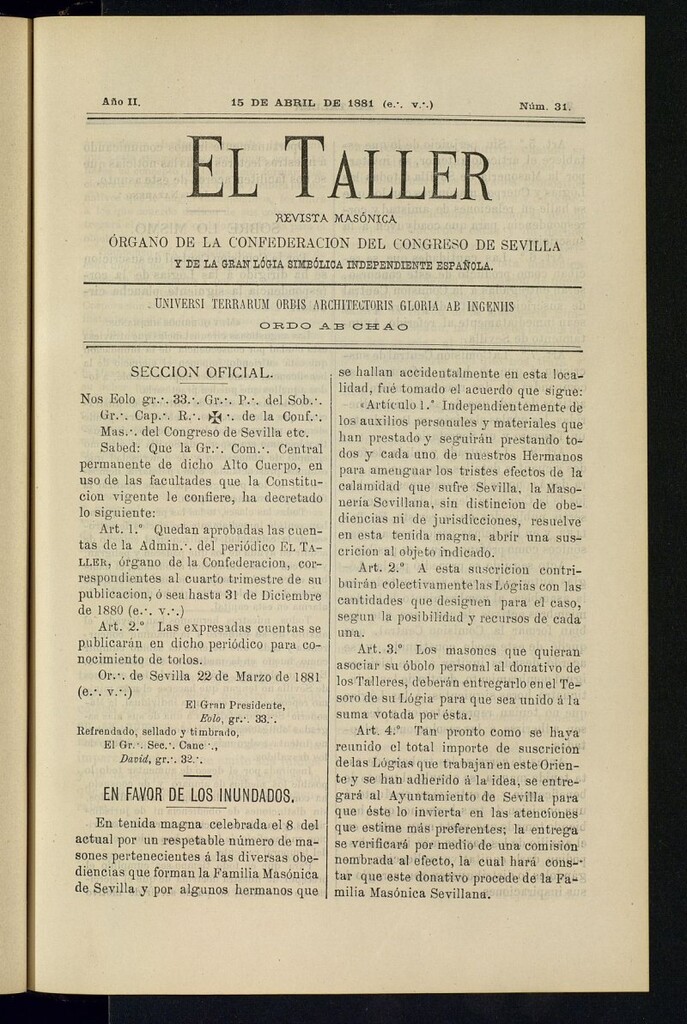 Año II.
15 DE ABRIL DE 1881 (e.·. v.·.)
Núm. 31.
EL TALLER
REVISTA MASÓNICA
ÓRGANO DE LA CONFEDERACION DEL CONGRESO DE SEVILLA
Y DE LA GRAN LÓGIA SIMBÓLICA INDEPENDIENTE ESPAÑOLA.
UNIVERSI TERRARUM ORBIS ARCHITECTORIS GLORIA AB INGENIIS
ORDO AB CHAO
SECCION OFICIAL.
Nos Eolo gr.·. 33.·. Gr.·. P.·. del Sob.·.
Gr.·. Cap.·. R.·. ✠.·. de la Conf.·.
Mas.·. del Congreso de Sevilla etc.
Sabed: Que la Gr.·. Com.·. Central
permanente de dicho Alto Cuerpo, en
uso de las facultades que la Constitu-
cion vigente le confiere, ha decretado
lo siguiente:
Art. 1.° Quedan aprobadas las cuen-
tas de la Admin.·. del periódico EL TA-
LLER, órgano de la Confederacion, cor-
respondientes al cuarto trimestre de su
publicacion, ó sea hasta 31 de Diciembre
de 1880 (e.·. v.·.)
Art. 2.° Las expresadas cuentas se
publicarán en dicho periódico para co-
nocimiento de todos.
Or.·. de Sevilla 22 de Marzo de 1881
(e.·. v.·.)
El Gran Presidente,
Eolo, gr.·. 33.·.
Refrendado, sellado y timbrado,
El Gr.·. Sec.·. Canc.·.,
David, gr.·. 32.·.
EN FAVOR DE LOS INUNDADOS.
En tenida magna celebrada el 8 del
actual por un respetable número de ma-
sones pertenecientes á las diversas obe-
diencias que forman la Familia Masónica
de Sevilla y por algunos hermanos que
se hallan accidentalmente en esta loca-
lidad, fué tomado el acuerdo que sigue:
«Artículo 1.° Independientemente de
los auxilios personales y materiales que
han prestado y seguirán prestando to-
dos y cada uno de nuestros Hermanos
para amenguar los tristes efectos de la
calamidad que sufre Sevilla, la Maso-
nería Sevillana, sin distincion de obe-
diencias ni de jurisdicciones, resuelve
en esta tenida magna, abrir una sus-
cricion al objeto indicado.
Art. 2.° A esta suscricion contri-
buirán colectivamente las Lógias con las
cantidades que designen para el caso,
segun la posibilidad y recursos de cada
una.
Art. 3.° Los masones que quieran
asociar su óbolo personal al donativo de
los Talleres, deberán entregarlo en el Te-
soro de su Lógia para que sea unido á la
suma votada por ésta.
Art. 4.° Tan pronto como se haya
reunido el total importe de suscricion
de las Lógias que trabajan en este Orien-
te y se han adherido á la idea, se entre-
gará al Ayuntamiento de Sevilla para
que éste lo invierta en las atenciones
que estime más preferentes; la entrega
se verificará por medio de una comision
nombrada al efecto, la cual hará cons-
tar que este donativo procede de la Fa-
milia Masónica Sevillana.